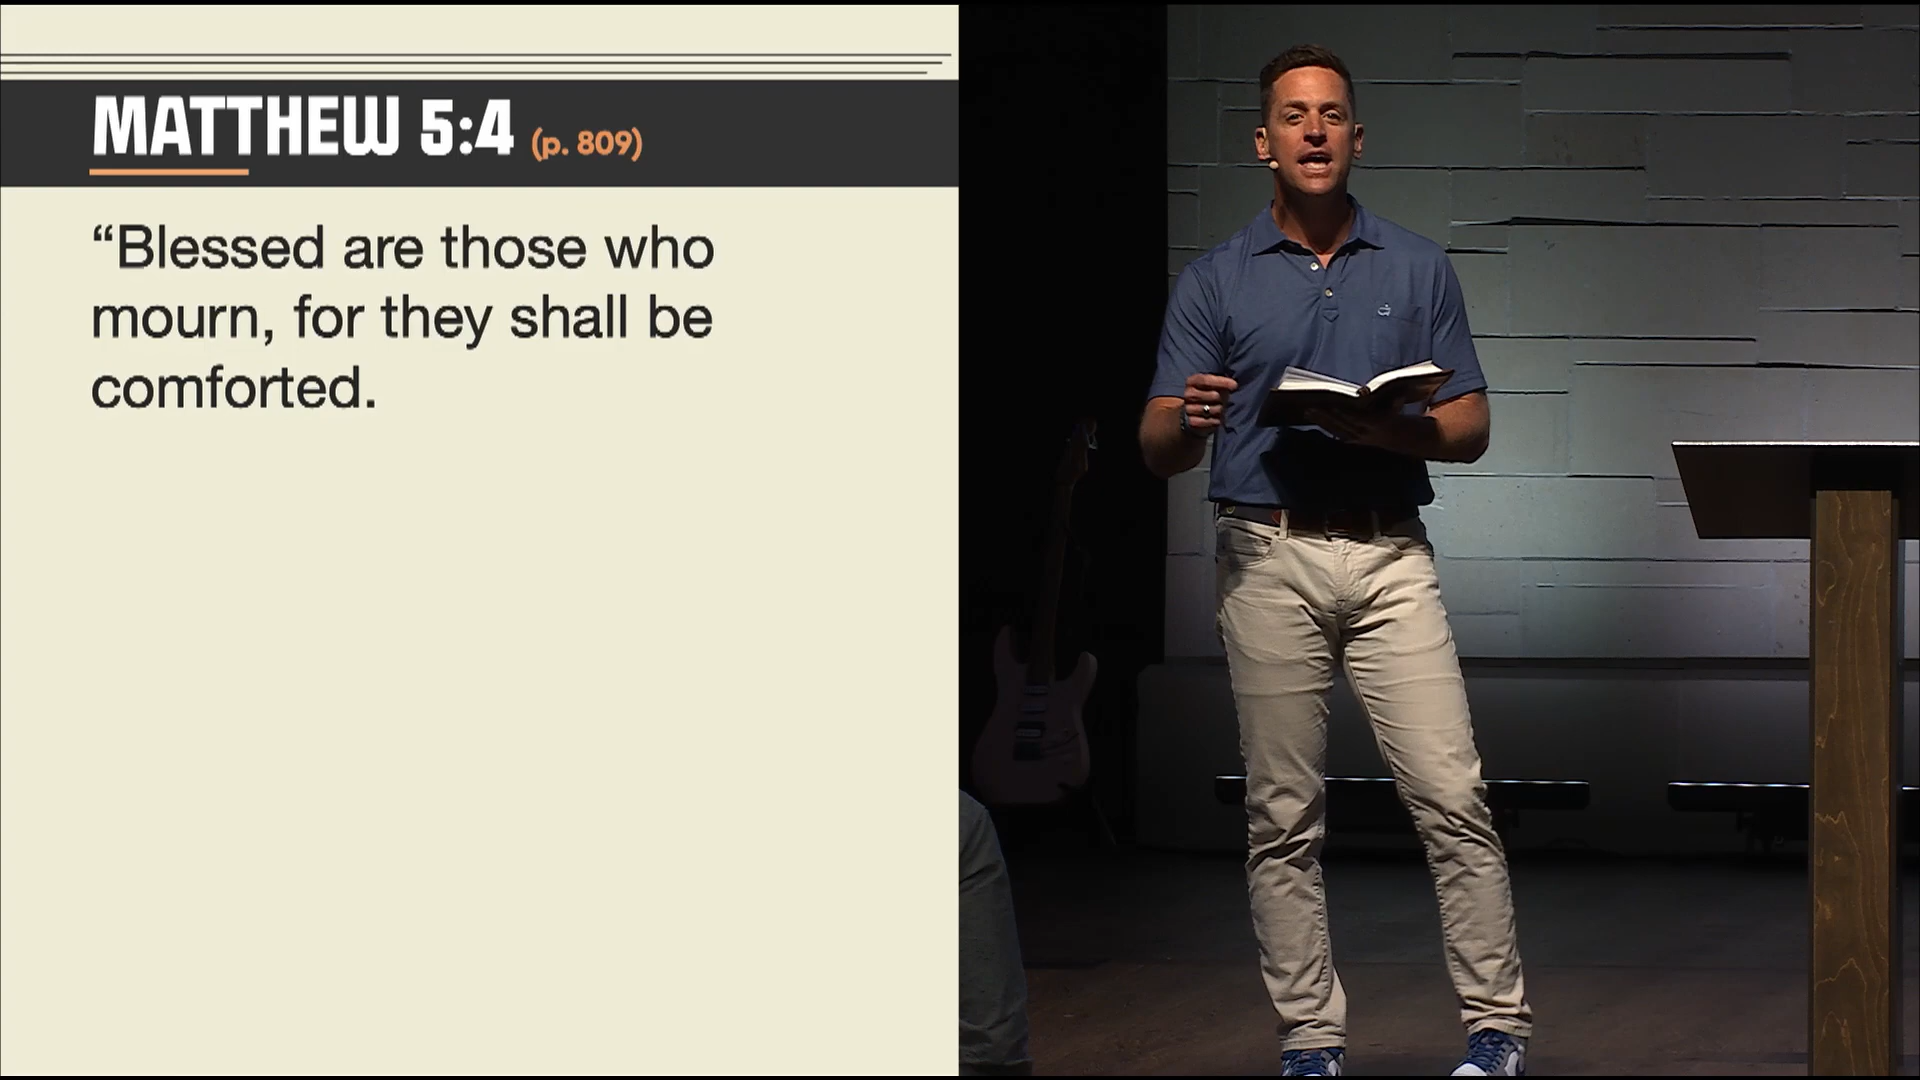 MATTHEW 5:4 (p. 809)
“Blessed are those who
mourn, for they shall be
comforted.